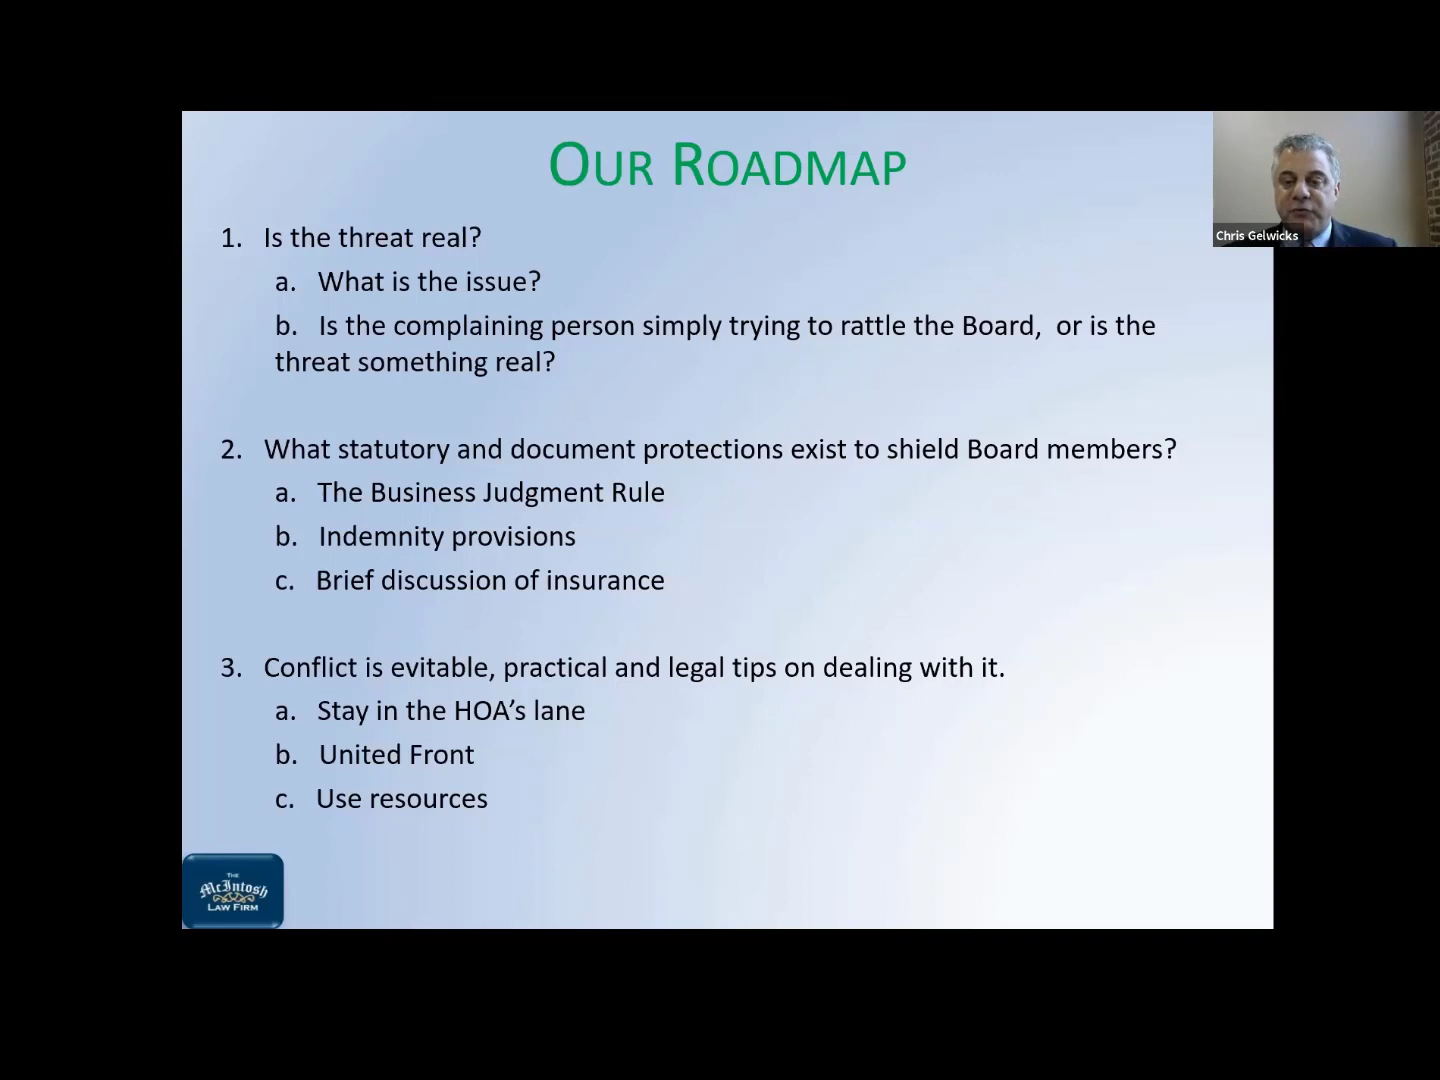 OUR ROADMAP
1. Is the threat real?
a. What is the issue?
b. Is the complaining person simply trying to rattle the Board, or is the
threat something real?
2. What statutory and document protections exist to shield Board members?
a. The Business Judgment Rule
b. Indemnity provisions
c. Brief discussion of insurance
3. Conflict is evitable, practical and legal tips on dealing with it.
a. Stay in the HOA’s lane
b. United Front
c. Use resources
Chris Gelwicks
THE
McIntosh
LAW FIRM